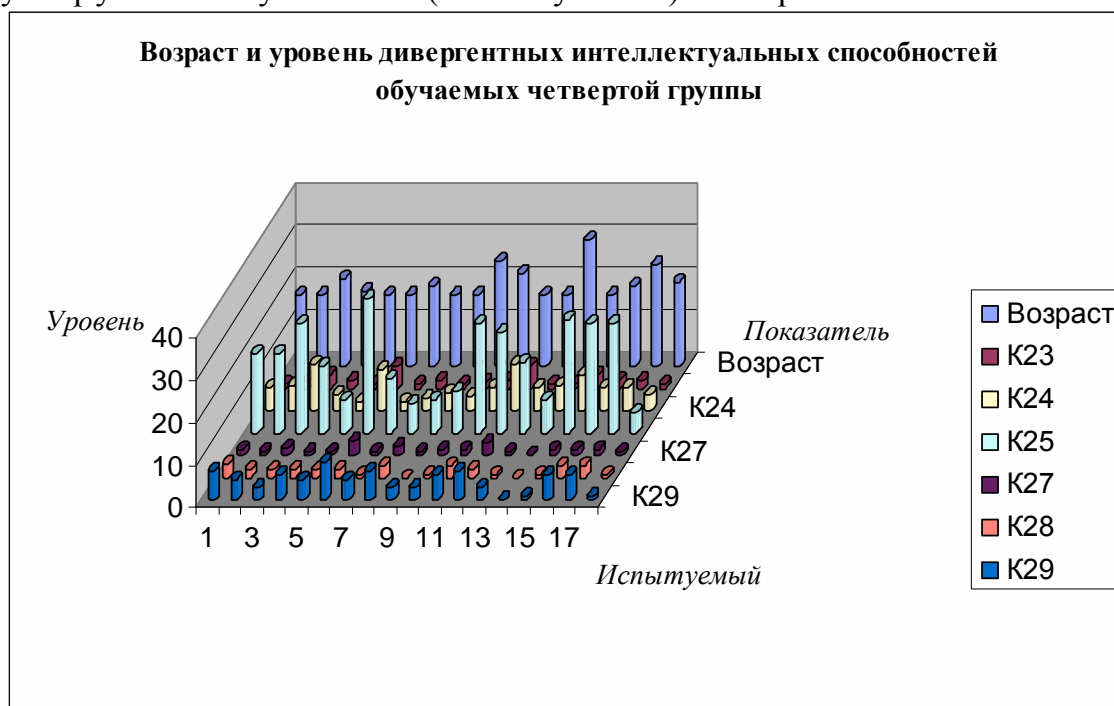 Возраст и уровень дивергентных интеллектуальных способностей
обучаемых четвертой группы
Уровень
40
30
20
10
0
1 3 5 7 9 11 13 15 17
Испытуемый
Показатель
Возраст
К24
К27
К29
Возраст
К23
К24
К25
К27
К28
К29